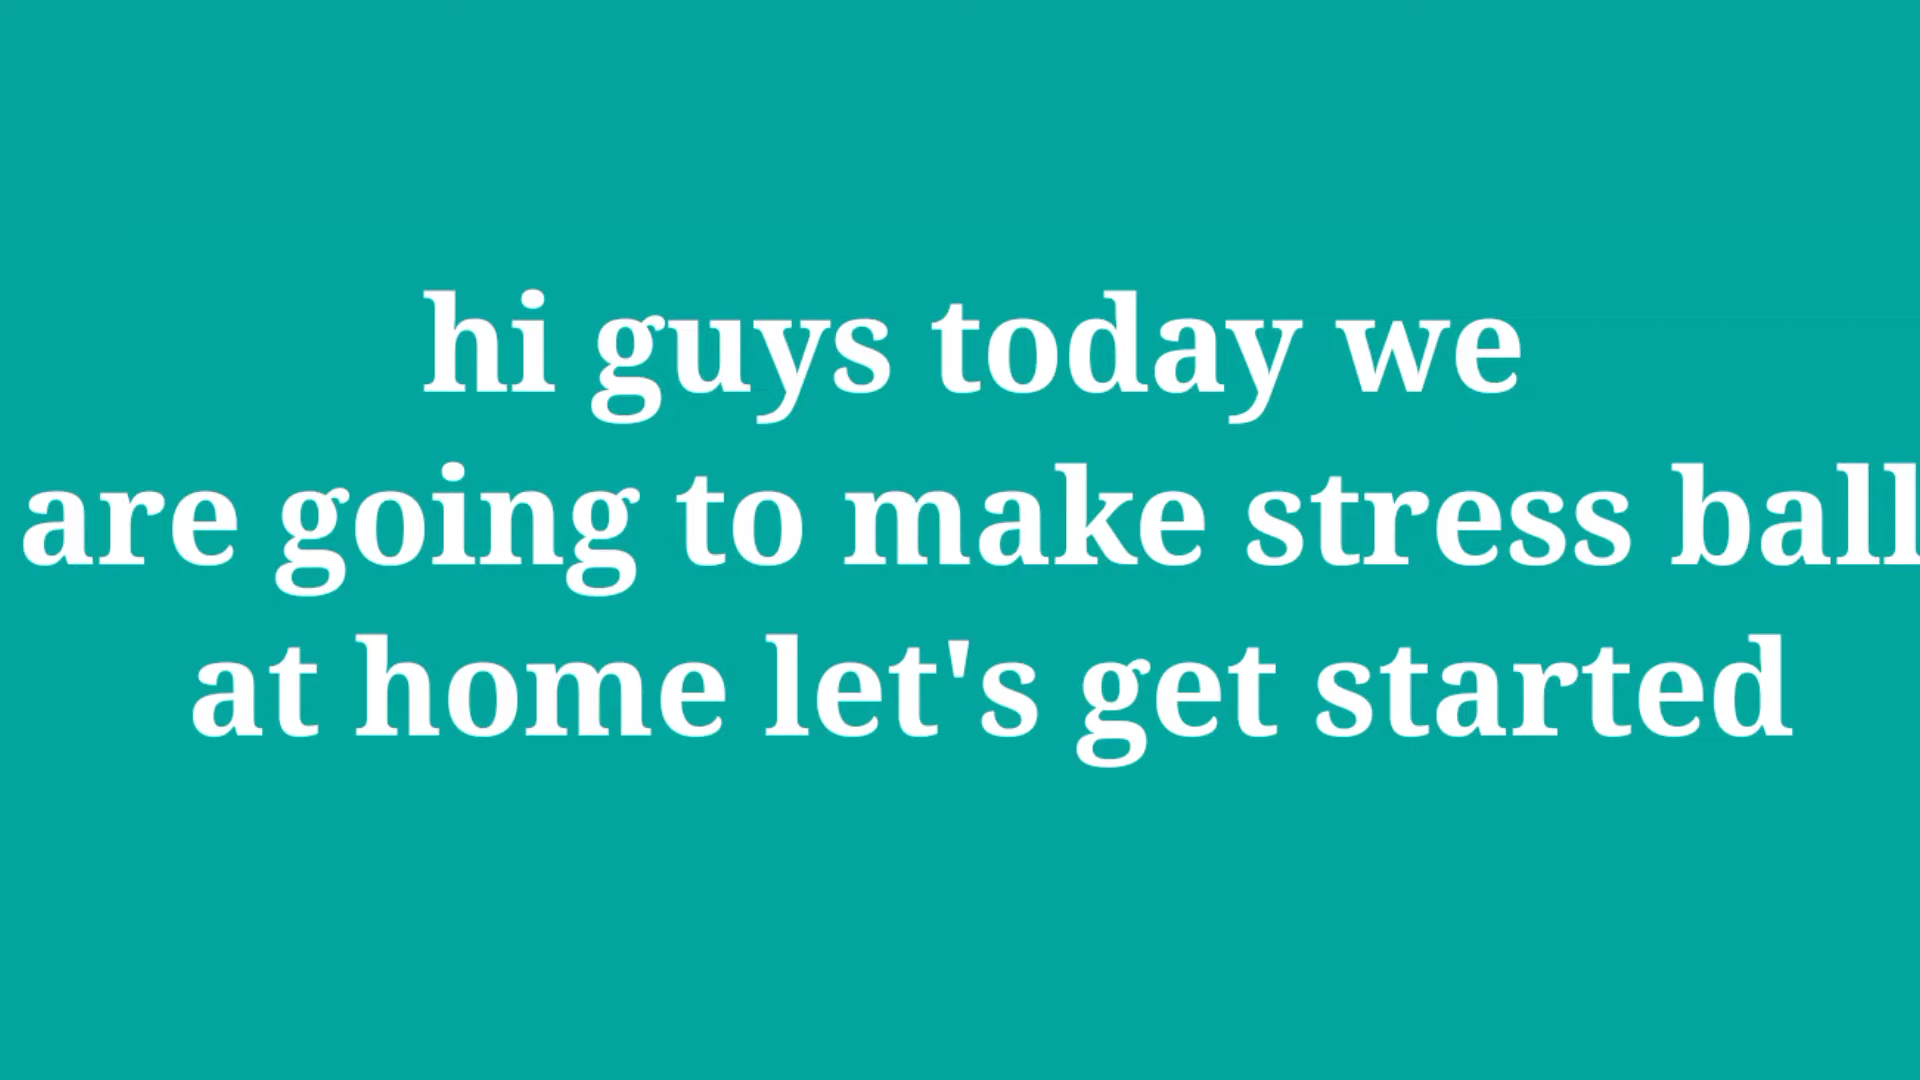 hi guys today we
are going to make stress ball
at home let's get started